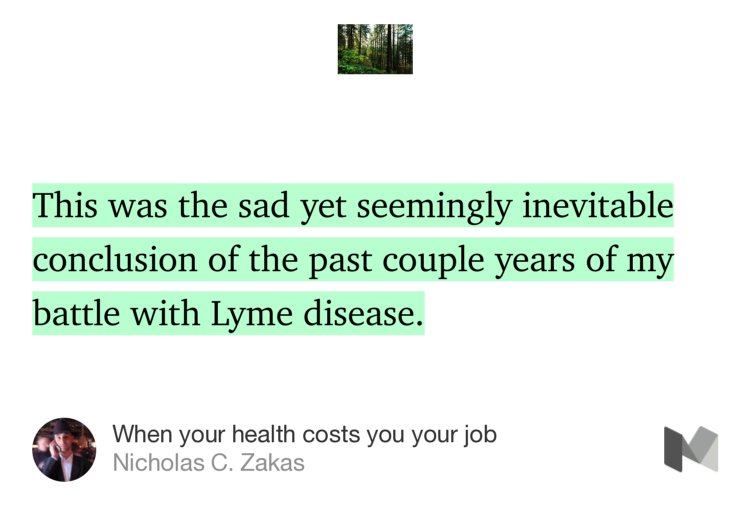 This was the sad yet seemingly inevitable
conclusion of the past couple years of my
battle with Lyme disease.
When your health costs you your job
Nicholas C. Zakas